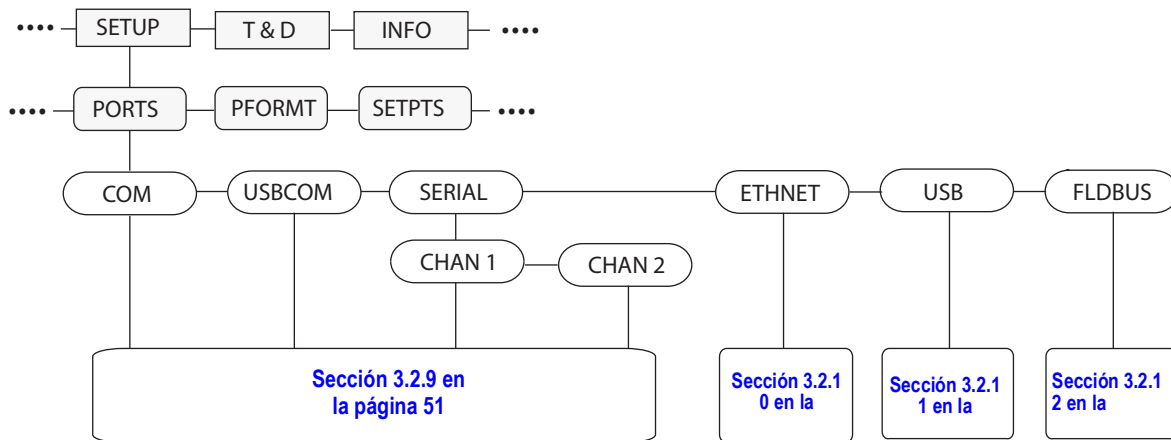 •••• SETUP T & D INFO ••••
•••• PORTS PFORMT SETPTS ••••
COM USBCOM SERIAL ETHNET USB FLDBUS
CHAN 1 CHAN 2
Sección 3.2.9 en
la página 51
Sección 3.2.1
0 en la
Sección 3.2.1
1 en la
Sección 3.2.1
2 en la